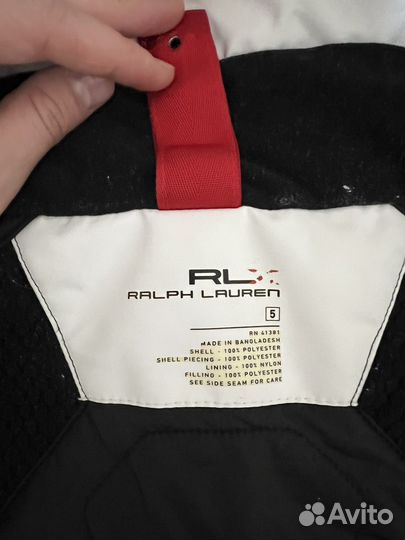 RLX
RALPH LAUREN
5
RN 41381
MADE IN BANGLADESH
SHELL - 100% POLYESTER
SHELL PIECING - 100% POLYESTER
LINING - 100% NYLON
FILLING - 100% POLYESTER
SEE SIDE SEAM FOR CARE
Avito